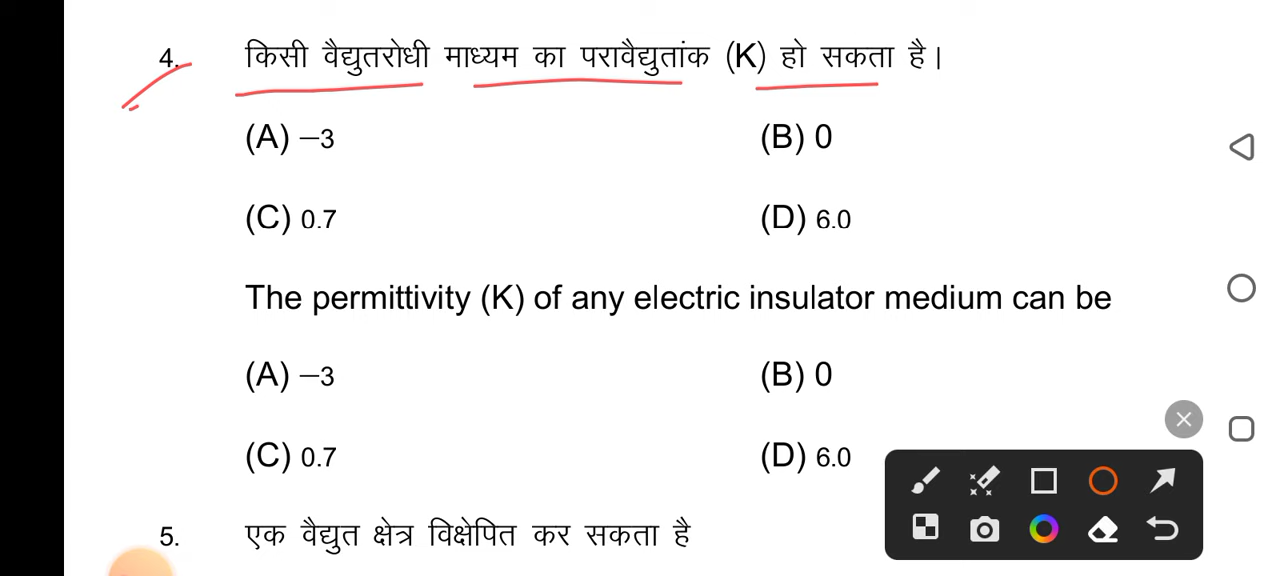 4. किसी वैद्युतरोधी माध्यम का परावैद्युतांक (K) हो सकता है।
(A) –3 (B) 0
(C) 0.7 (D) 6.0
The permittivity (K) of any electric insulator medium can be
(A) –3 (B) 0
(C) 0.7 (D) 6.0
5. एक वैद्युत क्षेत्र विक्षेपित कर सकता है